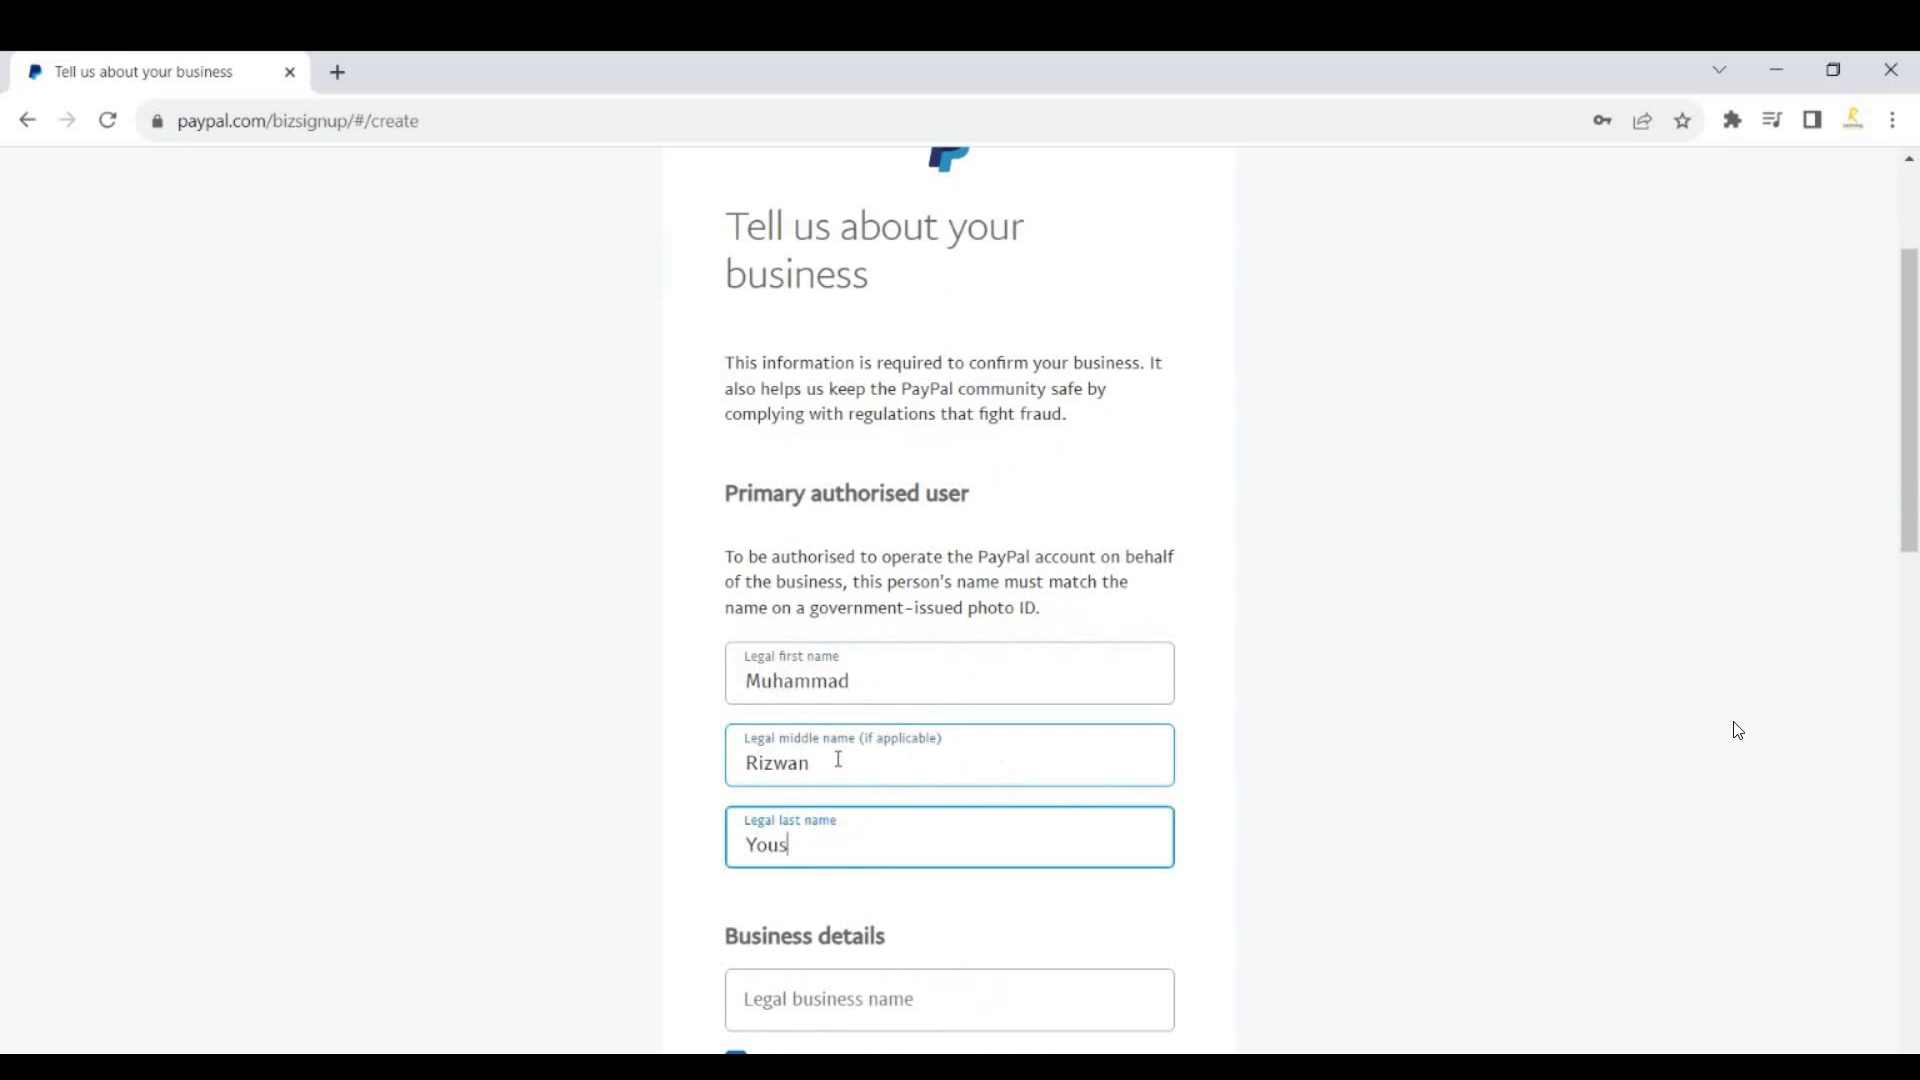 Tell us about your business
paypal.com/bizsignup/#/create
Tell us about your
business
This information is required to confirm your business. It
also helps us keep the PayPal community safe by
complying with regulations that fight fraud.
Primary authorised user
To be authorised to operate the PayPal account on behalf
of the business, this person's name must match the
name on a government-issued photo ID.
Legal first name
Muhammad
Legal middle name (if applicable)
Rizwan
Legal last name
Yous
Business details
Legal business name